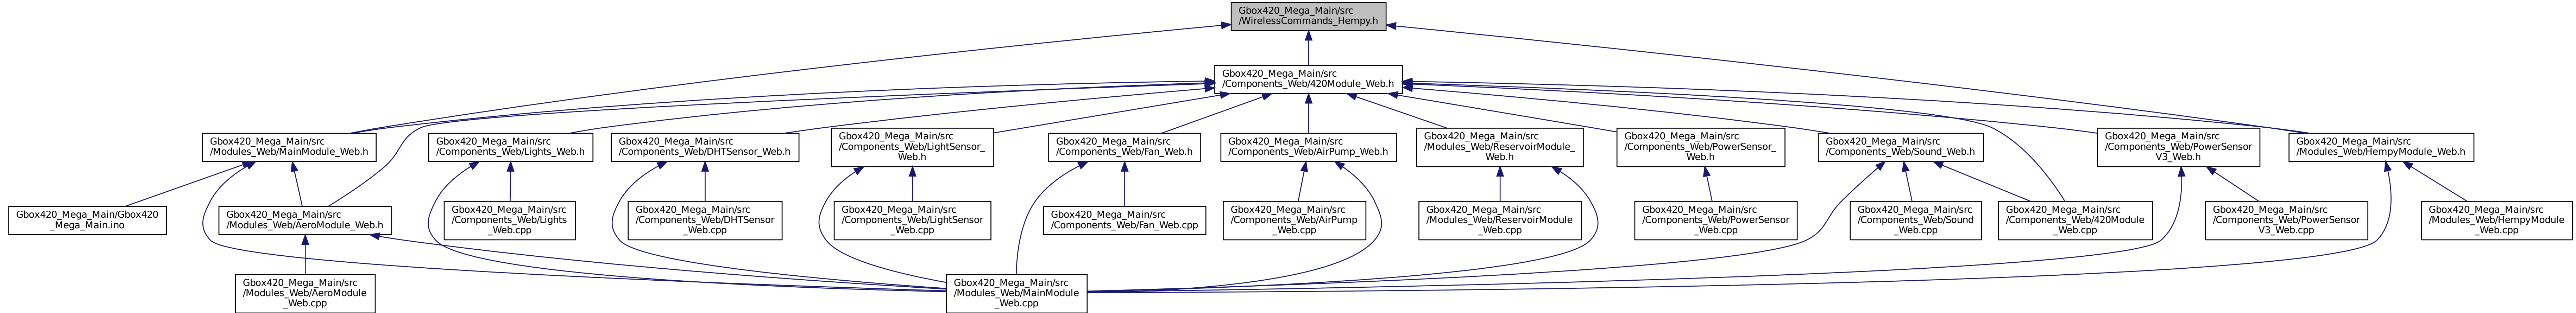 Gbox420_Mega_Main/src
/WirelessCommands_Hempy.h
Gbox420_Mega_Main/src
/Components_Web/420Module_Web.h
Gbox420_Mega_Main/src
/Modules_Web/MainModule_Web.h
Gbox420_Mega_Main/src
/Components_Web/Lights_Web.h
Gbox420_Mega_Main/src
/Components_Web/DHTSensor_Web.h
Gbox420_Mega_Main/src
/Components_Web/LightSensor_
Web.h
Gbox420_Mega_Main/src
/Components_Web/Fan_Web.h
Gbox420_Mega_Main/src
/Components_Web/AirPump_Web.h
Gbox420_Mega_Main/src
/Modules_Web/ReservoirModule_
Web.h
Gbox420_Mega_Main/src
/Components_Web/PowerSensor_
Web.h
Gbox420_Mega_Main/src
/Components_Web/Sound_Web.h
Gbox420_Mega_Main/src
/Components_Web/PowerSensor
V3_Web.h
Gbox420_Mega_Main/src
/Modules_Web/HempyModule_Web.h
Gbox420_Mega_Main/Gbox420
_Mega_Main.ino
Gbox420_Mega_Main/src
/Modules_Web/AeroModule_Web.h
Gbox420_Mega_Main/src
/Components_Web/Lights
_Web.cpp
Gbox420_Mega_Main/src
/Components_Web/DHTSensor
_Web.cpp
Gbox420_Mega_Main/src
/Components_Web/LightSensor
_Web.cpp
Gbox420_Mega_Main/src
/Components_Web/Fan_Web.cpp
Gbox420_Mega_Main/src
/Components_Web/AirPump
_Web.cpp
Gbox420_Mega_Main/src
/Modules_Web/ReservoirModule
_Web.cpp
Gbox420_Mega_Main/src
/Components_Web/PowerSensor
_Web.cpp
Gbox420_Mega_Main/src
/Components_Web/Sound
_Web.cpp
Gbox420_Mega_Main/src
/Components_Web/420Module
_Web.cpp
Gbox420_Mega_Main/src
/Components_Web/PowerSensor
V3_Web.cpp
Gbox420_Mega_Main/src
/Modules_Web/HempyModule
_Web.cpp
Gbox420_Mega_Main/src
/Modules_Web/AeroModule
_Web.cpp
Gbox420_Mega_Main/src
/Modules_Web/MainModule
_Web.cpp